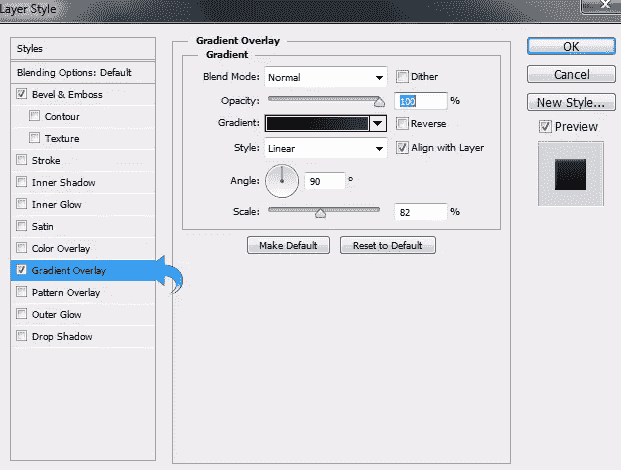 Layer Style
Styles
Blending Options: Default
Bevel & Emboss
Contour
Texture
Stroke
Inner Shadow
Inner Glow
Satin
Color Overlay
Gradient Overlay
Pattern Overlay
Outer Glow
Drop Shadow
Gradient Overlay
Gradient
Blend Mode: Normal Dither
Opacity: 100 %
Gradient: Reverse
Style: Linear Align with Layer
Angle: 90 °
Scale: 82 %
Make Default Reset to Default
OK
Cancel
New Style...
Preview